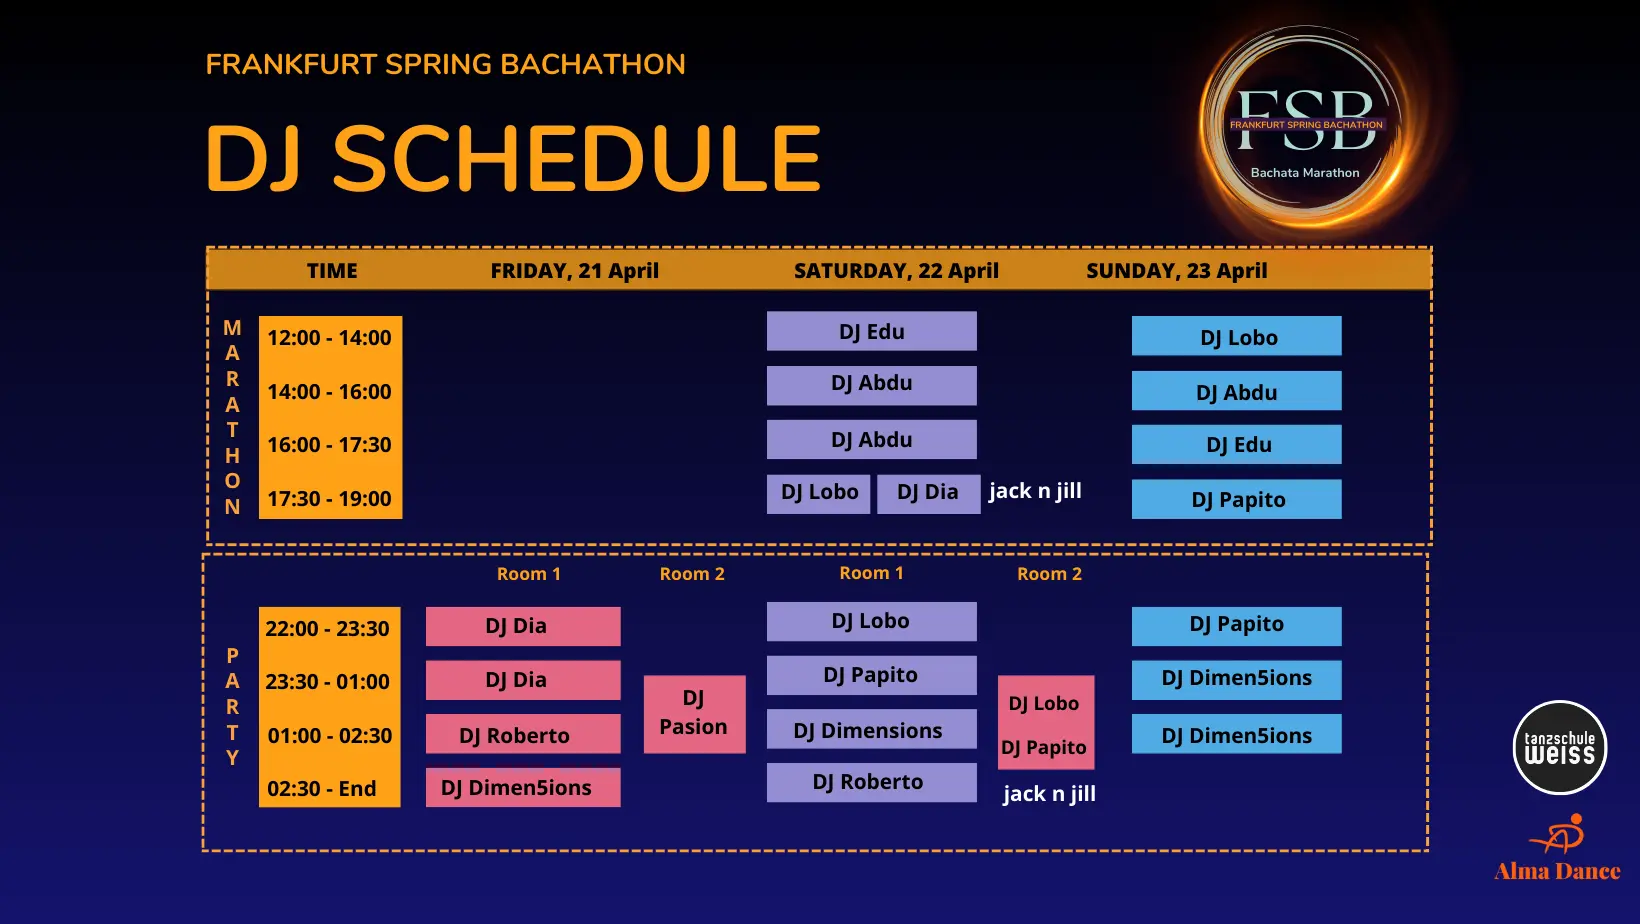 FRANKFURT SPRING BACHATHON
DJ SCHEDULE
FSB
FRANKFURT SPRING BACHATHON
Bachata Marathon
TIME FRIDAY, 21 April SATURDAY, 22 April SUNDAY, 23 April
MARATHON
12:00 - 14:00 DJ Edu DJ Lobo
14:00 - 16:00 DJ Abdu DJ Abdu
16:00 - 17:30 DJ Abdu DJ Edu
17:30 - 19:00 DJ Lobo DJ Dia jack n jill DJ Papito
Room 1 Room 2 Room 1 Room 2
PARTY
22:00 - 23:30 DJ Dia DJ Lobo DJ Papito
23:30 - 01:00 DJ Dia DJ Papito DJ Dimen5ions
DJ
Pasion
DJ Lobo
01:00 - 02:30 DJ Roberto DJ Dimensions DJ Dimen5ions
DJ Papito
02:30 - End DJ Dimen5ions DJ Roberto jack n jill
tanzschule
weiss
Alma Dance